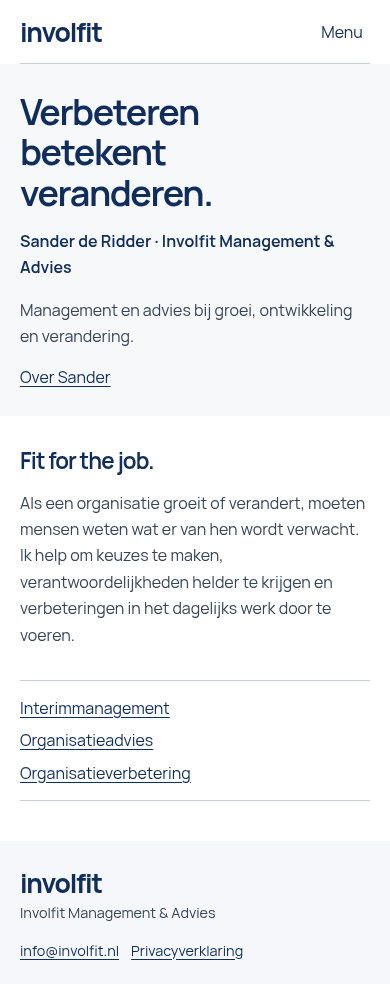 involfit
Menu
Verbeteren
betekent
veranderen.
Sander de Ridder · Involfit Management &
Advies
Management en advies bij groei, ontwikkeling
en verandering.
Over Sander
Fit for the job.
Als een organisatie groeit of verandert, moeten
mensen weten wat er van hen wordt verwacht.
Ik help om keuzes te maken,
verantwoordelijkheden helder te krijgen en
verbeteringen in het dagelijks werk door te
voeren.
Interimmanagement
Organisatieadvies
Organisatieverbetering
involfit
Involfit Management & Advies
info@involfit.nl Privacyverklaring